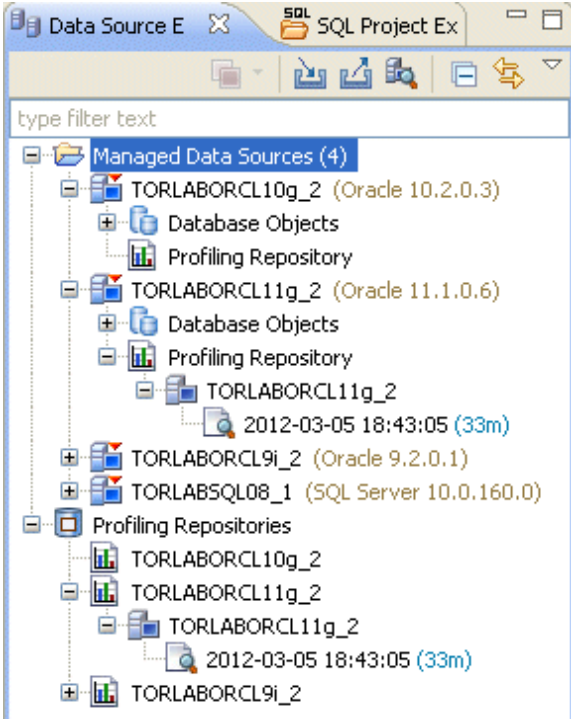 Data Source E SQL Project Ex
type filter text
Managed Data Sources (4)
TORLABORCL10g_2 (Oracle 10.2.0.3)
Database Objects
Profiling Repository
TORLABORCL11g_2 (Oracle 11.1.0.6)
Database Objects
Profiling Repository
TORLABORCL11g_2
2012-03-05 18:43:05 (33m)
TORLABORCL9i_2 (Oracle 9.2.0.1)
TORLABSQL08_1 (SQL Server 10.0.160.0)
Profiling Repositories
TORLABORCL10g_2
TORLABORCL11g_2
TORLABORCL11g_2
2012-03-05 18:43:05 (33m)
TORLABORCL9i_2